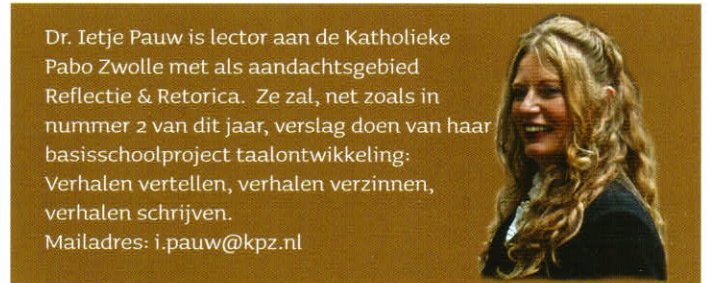 Dr. Ietje Pauw is lector aan de Katholieke
Pabo Zwolle met als aandachtsgebied
Reflectie & Retorica. Ze zal, net zoals in
nummer 2 van dit jaar, verslag doen van haar
basisschoolproject taalontwikkeling:
Verhalen vertellen, verhalen verzinnen,
verhalen schrijven.
Mailadres: i.pauw@kpz.nl